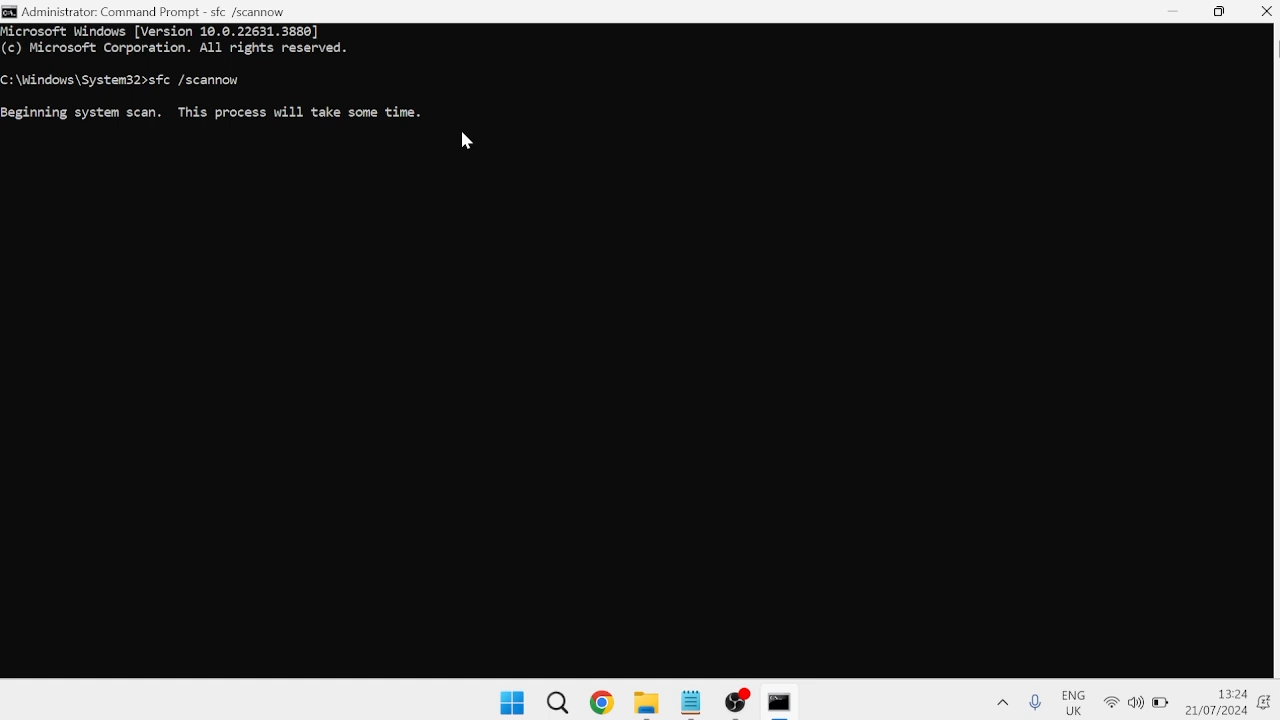 Administrator: Command Prompt - sfc  /scannow
Microsoft Windows [Version 10.0.22631.3880]
(c) Microsoft Corporation. All rights reserved.
C:\Windows\System32>sfc /scannow
Beginning system scan.  This process will take some time.
ENG
UK
13:24
21/07/2024